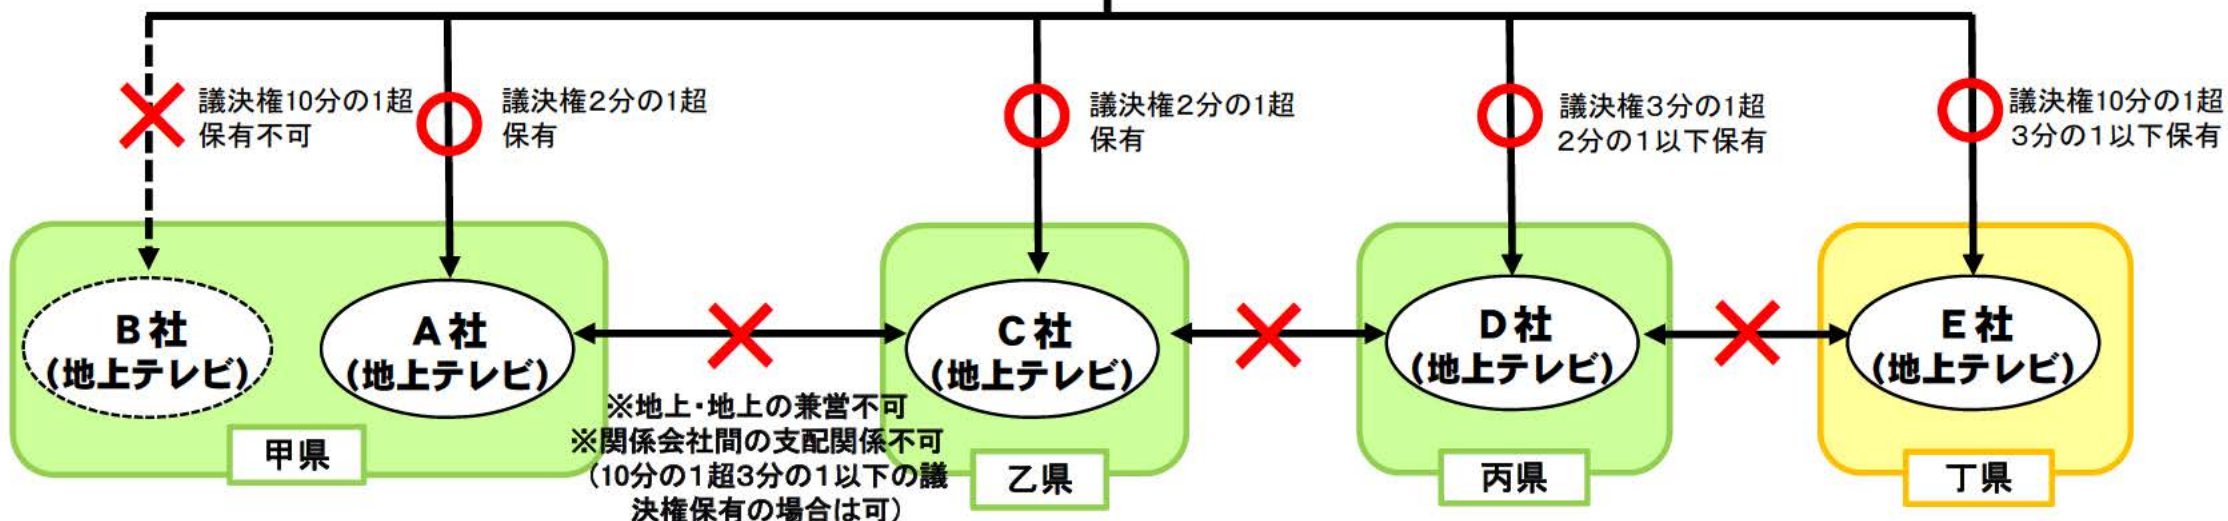 議決権10分の1超
保有不可
議決権2分の1超
保有
議決権2分の1超
保有
議決権3分の1超
2分の1以下保有
議決権10分の1超
3分の1以下保有
B社
(地上テレビ)
A社
(地上テレビ)
C社
(地上テレビ)
D社
(地上テレビ)
E社
(地上テレビ)
※地上・地上の兼営不可
※関係会社間の支配関係不可
(10分の1超3分の1以下の議
決権保有の場合は可)
甲県
乙県
丙県
丁県